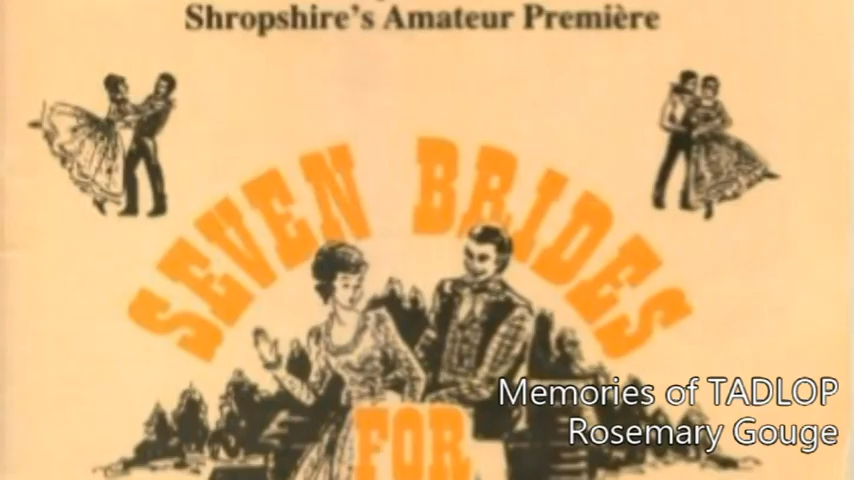 Shropshire's Amateur Première
SEVEN BRIDES
FOR
Memories of TADLOP
Rosemary Gouge